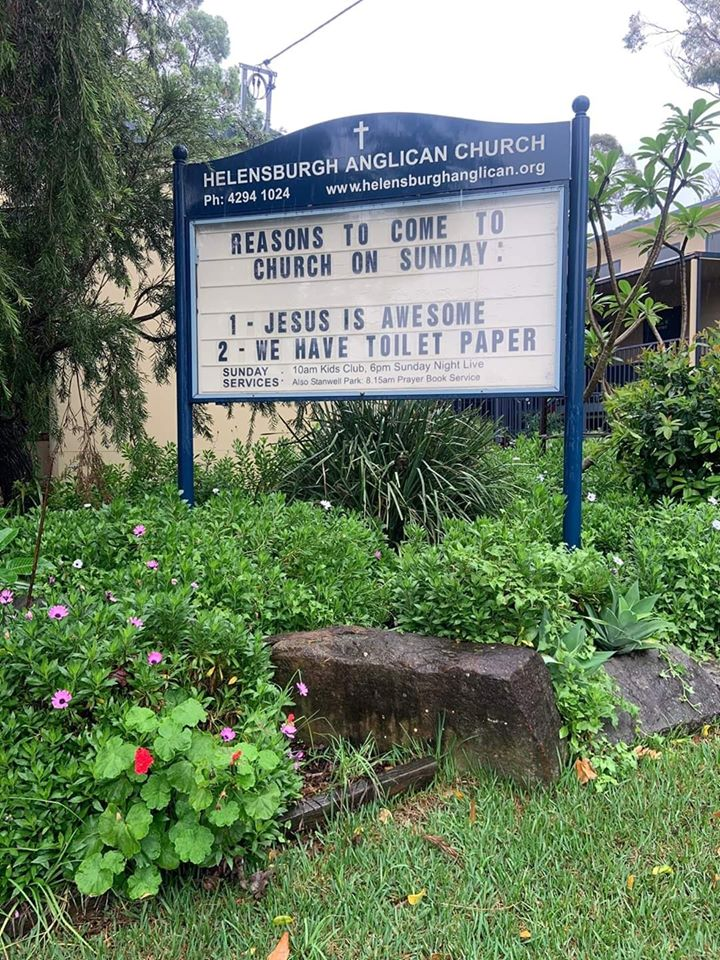 HELENSBURGH ANGLICAN CHURCH
Ph: 4294 1024 www.helensburghanglican.org
REASONS TO COME TO
CHURCH ON SUNDAY:
1 - JESUS IS AWESOME
2 - WE HAVE TOILET PAPER
SUNDAY SERVICES: 10am Kids Club, 6pm Sunday Night Live
Also Stanwell Park: 8.15am Prayer Book Service